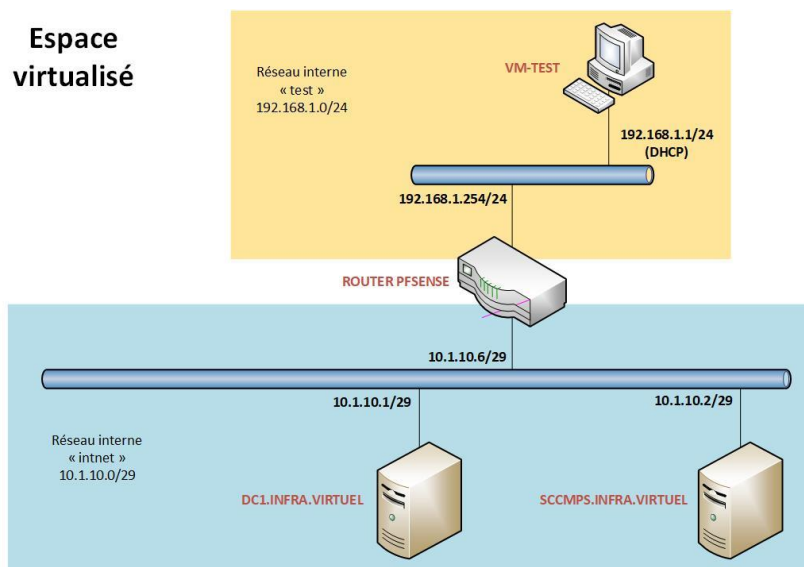 Espace
virtualisé
Réseau interne
« test »
192.168.1.0/24
VM-TEST
192.168.1.1/24
(DHCP)
192.168.1.254/24
ROUTER PFSENSE
10.1.10.6/29
10.1.10.1/29
10.1.10.2/29
Réseau interne
« intnet »
10.1.10.0/29
DC1.INFRA.VIRTUEL
SCCMPS.INFRA.VIRTUEL